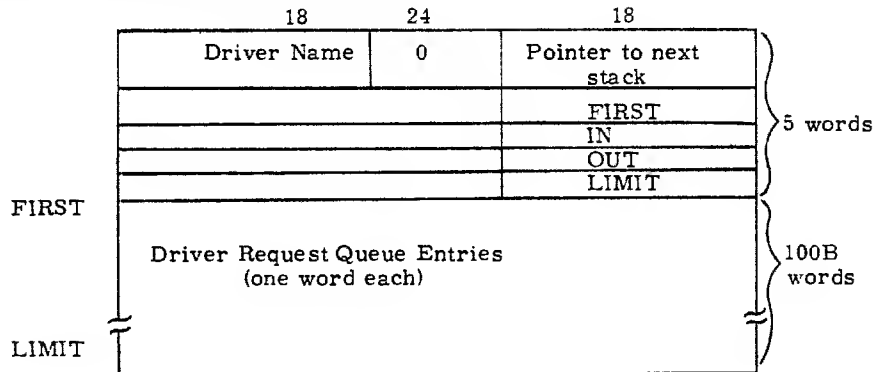 18 24 18
Driver Name 0 Pointer to next
stack
FIRST
IN
OUT
LIMIT
5 words
FIRST
Driver Request Queue Entries
(one word each)
100B
words
LIMIT